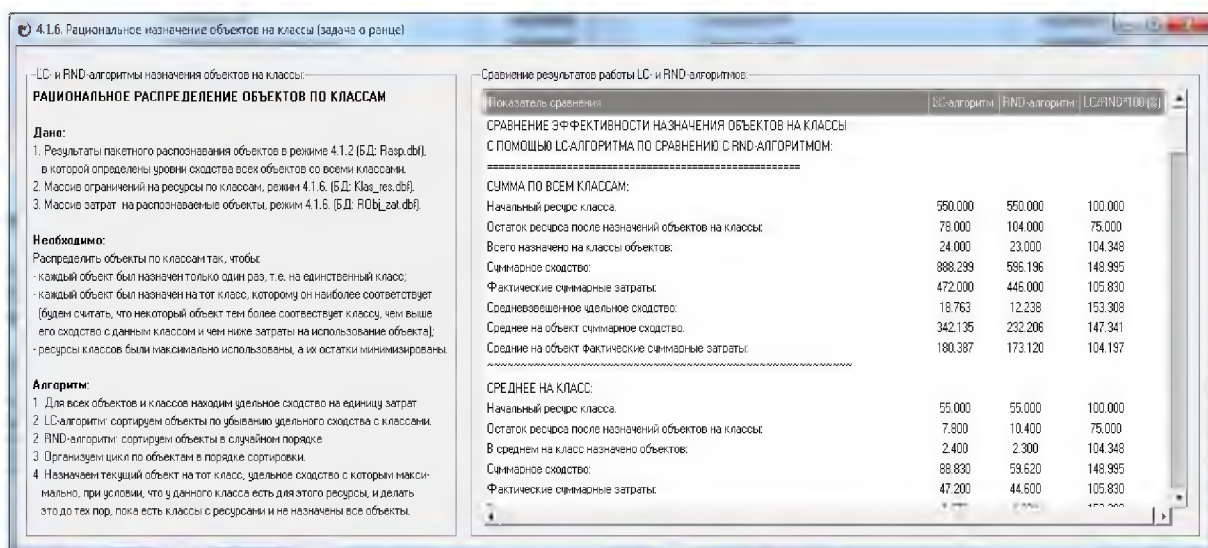 4.1.6. Рациональное назначение объектов на классы (задача о ранце)
LC- и RND-алгоритмы назначения объектов на классы:
РАЦИОНАЛЬНОЕ РАСПРЕДЕЛЕНИЕ ОБЪЕКТОВ ПО КЛАССАМ
Дано:
1. Результаты пакетного распознавания объектов в режиме 4.1.2 (БД: Rasp.dbf),
в которой определены уровни сходства всех объектов со всеми классами.
2. Массив ограничений на ресурсы по классам, режим 4.1.6. (БД: Klas_res.dbf).
3. Массив затрат на распознаваемые объекты, режим 4.1.6. (БД: RObj_zat.dbf).
Необходимо:
Распределить объекты по классам так, чтобы:
- каждый объект был назначен только один раз, т.е. на единственный класс;
- каждый объект был назначен на тот класс, которому он наиболее соответствует
(будем считать, что некоторый объект тем более соотвествует классу, чем выше
его сходство с данным классом и чем ниже затраты на использование объекта);
- ресурсы классов были максимально использованы, а их остатки минимизированы.
Алгоритм:
1 Для всех объектов и классов находим удельное сходство на единицу затрат
2 LC-алгоритм: сортируем объекты по убыванию удельного сходства с классами.
2 RND-алгоритм: сортируем объекты в случайном порядке
3 Организуем цикл по объектам в порядке сортировки.
4 Назначаем текущий объект на тот класс, удельное сходство с которым макси-
мально, при условии, что у данного класса есть для этого ресурсы, и делать
это до тех пор, пока есть классы с ресурсами и не назначены все объекты.
Сравнение результатов работы LC- и RND-алгоритмов:
Показатель сравнения LC-алгоритм RND-алгоритм LC/RND*100 (%)
СРАВНЕНИЕ ЭФФЕКТИВНОСТИ НАЗНАЧЕНИЯ ОБЪЕКТОВ НА КЛАССЫ
С ПОМОЩЬЮ LC-АЛГОРИТМА ПО СРАВНЕНИЮ С RND-АЛГОРИТМОМ:
====================================================
СУММА ПО ВСЕМ КЛАССАМ:
Начальный ресурс класса: 550.000 550.000 100.000
Остаток ресурса после назначений объектов на классы: 78.000 104.000 75.000
Всего назначено на классы объектов: 24.000 23.000 104.348
Суммарное сходство: 888.299 596.196 148.995
Фактические суммарные затраты: 472.000 446.000 105.830
Средневзвешенное удельное сходство: 18.763 12.238 153.308
Среднее на объект суммарное сходство: 342.135 232.206 147.341
Средние на объект фактические суммарные затраты: 180.387 173.120 104.197
~~~~~~~~~~~~~~~~~~~~~~~~~~~~~~~~~~~~~~~~~~~~~~~~~~~~
СРЕДНЕЕ НА КЛАСС:
Начальный ресурс класса: 55.000 55.000 100.000
Остаток ресурса после назначений объектов на классы: 7.800 10.400 75.000
В среднем на класс назначено объектов: 2.400 2.300 104.348
Суммарное сходство: 88.830 59.620 148.995
Фактические суммарные затраты: 47.200 44.600 105.830